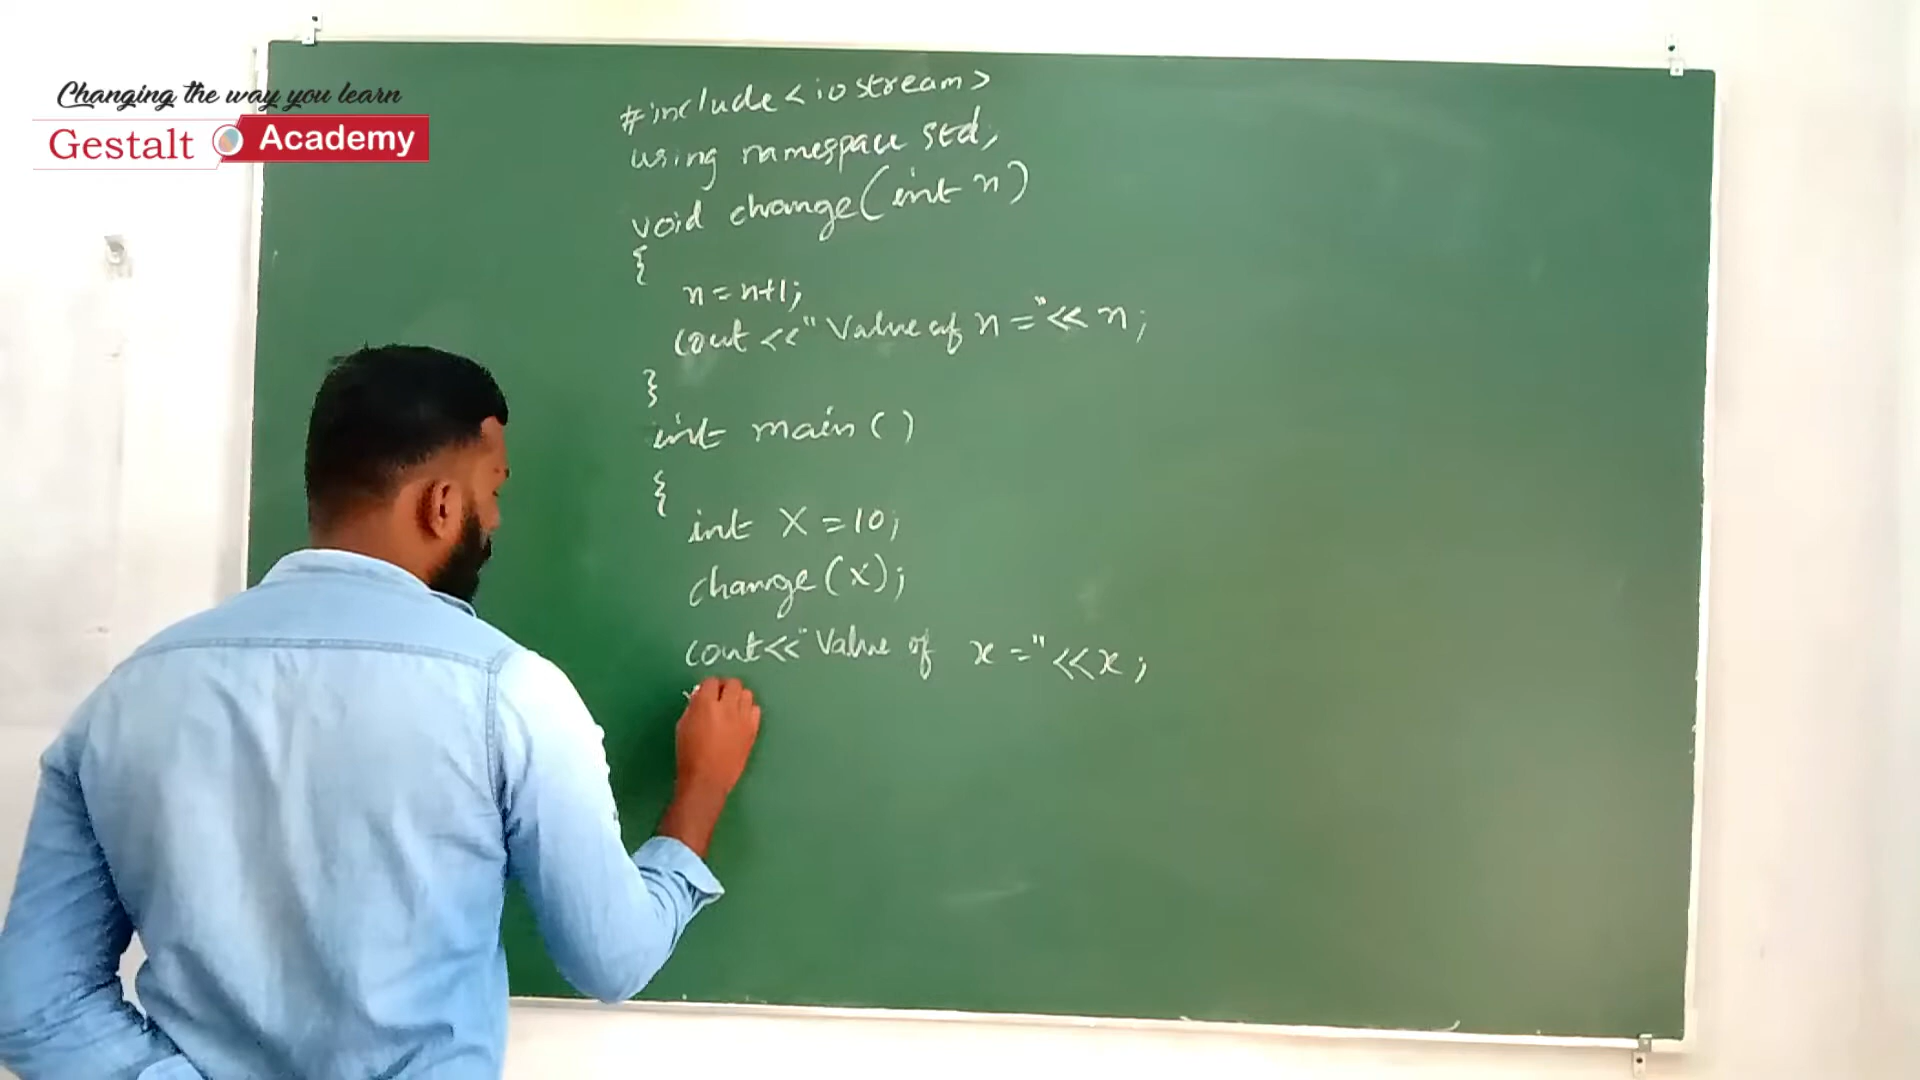 Changing the way you learn
Gestalt Academy
#include<iostream>
using namespace std;
void change(int n)
{
n=n+1;
cout<<"Value of n ="<<n;
}
int main()
{
int X=10;
change(x);
cout<<"Value of x ="<<x;